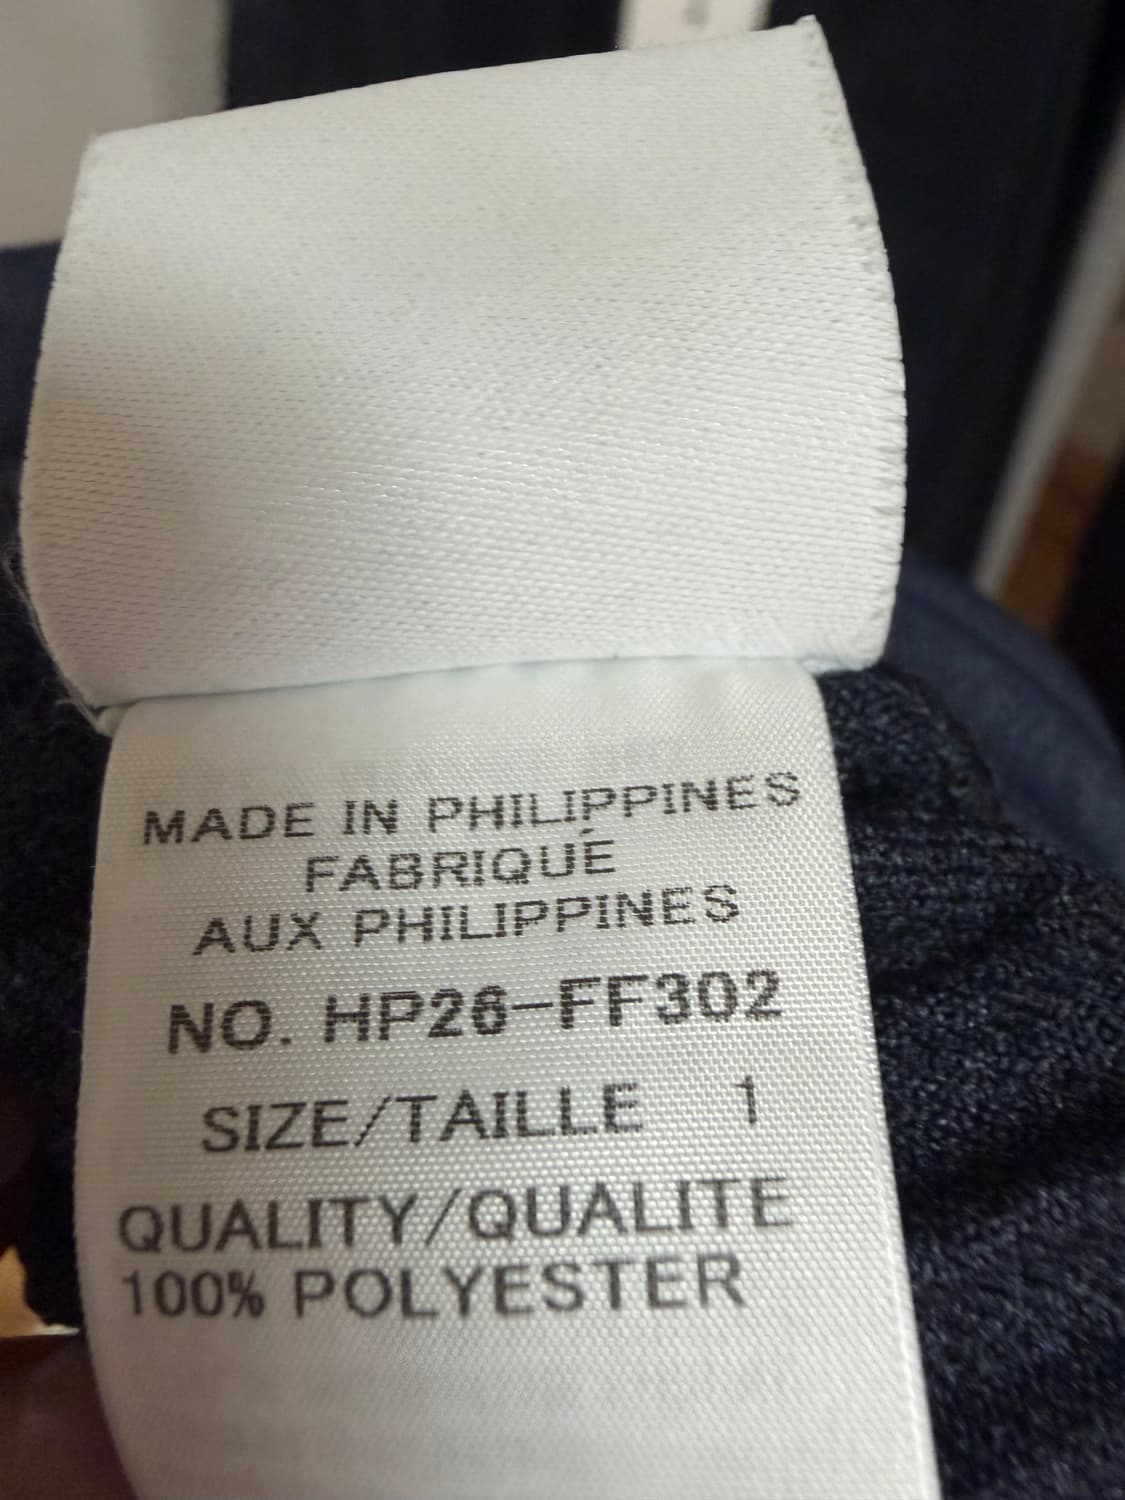 MADE IN PHILIPPINES
FABRIQUÉ
AUX PHILIPPINES
NO. HP26-FF302
SIZE/TAILLE 1
QUALITY/QUALITE
100% POLYESTER